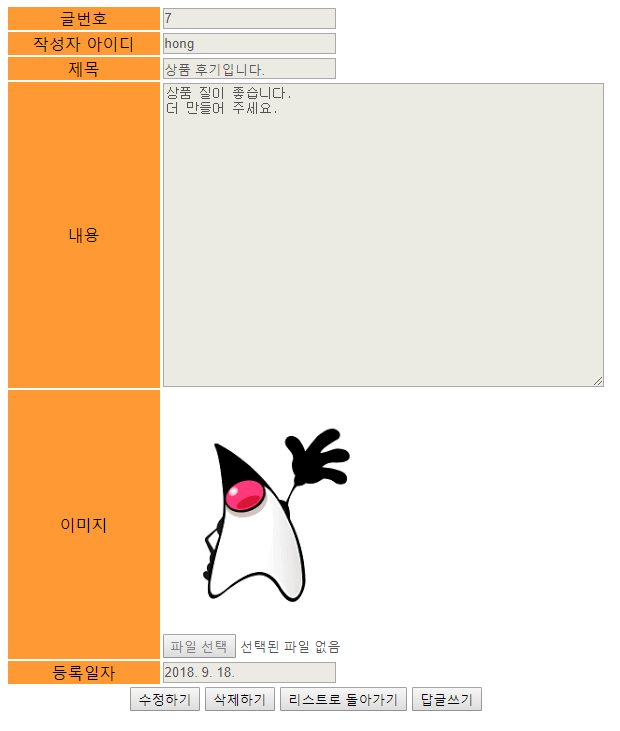 글번호 7
작성자 아이디 hong
제목 상품 후기입니다.
상품 질이 좋습니다.
더 만들어 주세요.
내용
이미지
파일 선택 선택된 파일 없음
등록일자 2018. 9. 18.
수정하기 삭제하기 리스트로 돌아가기 답글쓰기